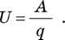 U = A/q .